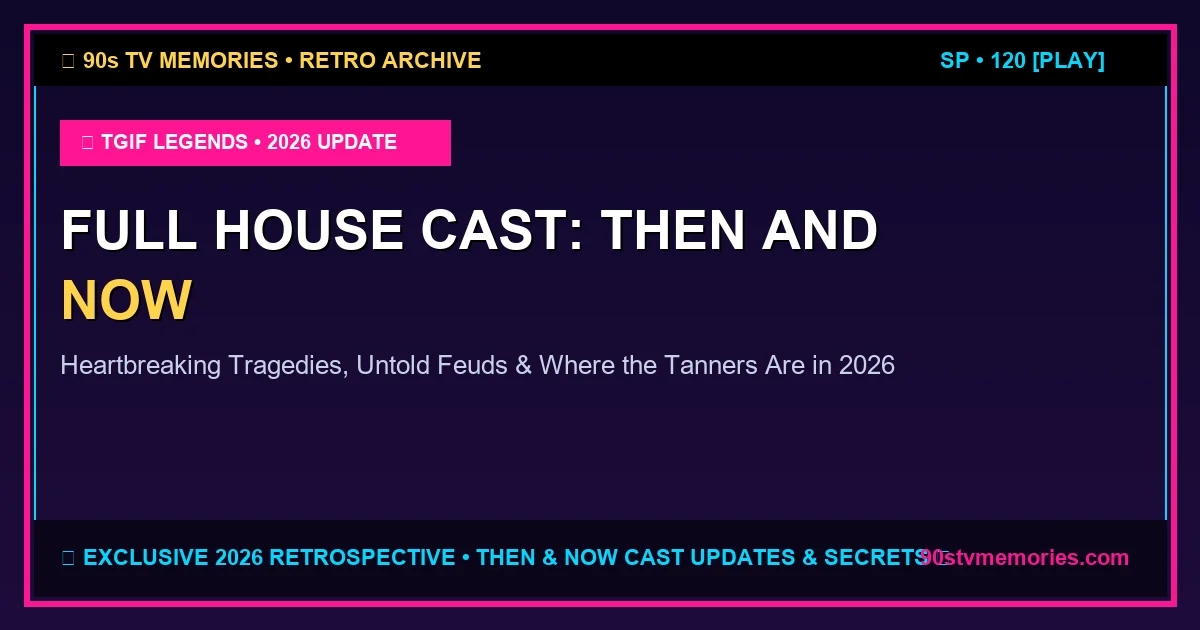 90s TV MEMORIES • RETRO ARCHIVE
SP • 120 [PLAY]
TGIF LEGENDS • 2026 UPDATE
FULL HOUSE CAST: THEN AND
NOW
Heartbreaking Tragedies, Untold Feuds & Where the Tanners Are in 2026
EXCLUSIVE 2026 RETROSPECTIVE • THEN & NOW CAST UPDATES & SECRETS
90stvmemories.com